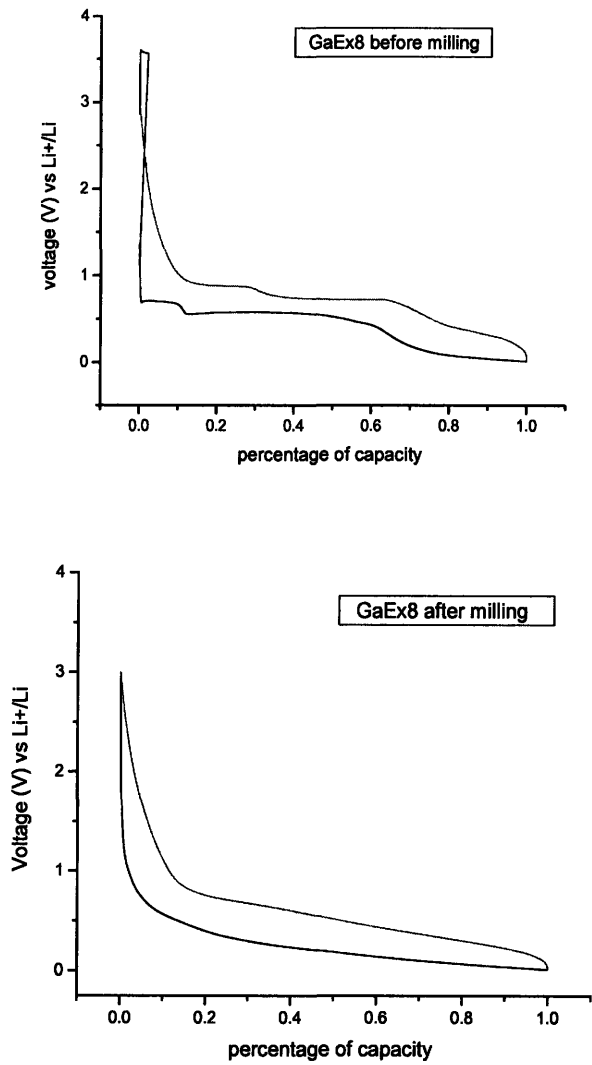 GaEx8 before milling
4
3
2
1
0
voltage (V) vs Li+/Li
0.0 0.2 0.4 0.6 0.8 1.0
percentage of capacity
GaEx8 after milling
4
3
2
1
0
Voltage (V) vs Li+/Li
0.0 0.2 0.4 0.6 0.8 1.0
percentage of capacity